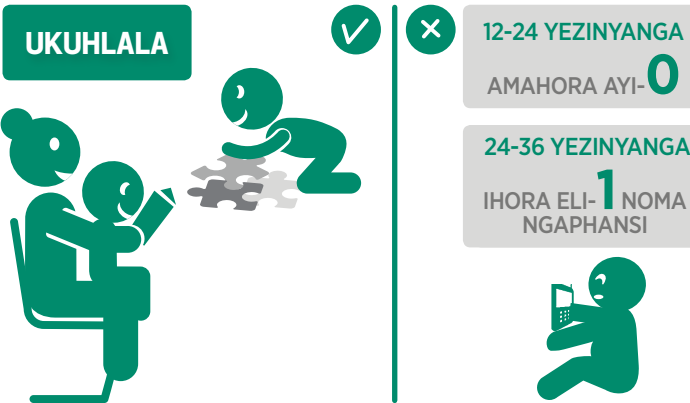 UKUHLALA
12-24 YEZINYANGA
AMAHORA AYI-0
24-36 YEZINYANGA
IHORA ELI-1 NOMA
NGAPHANSI